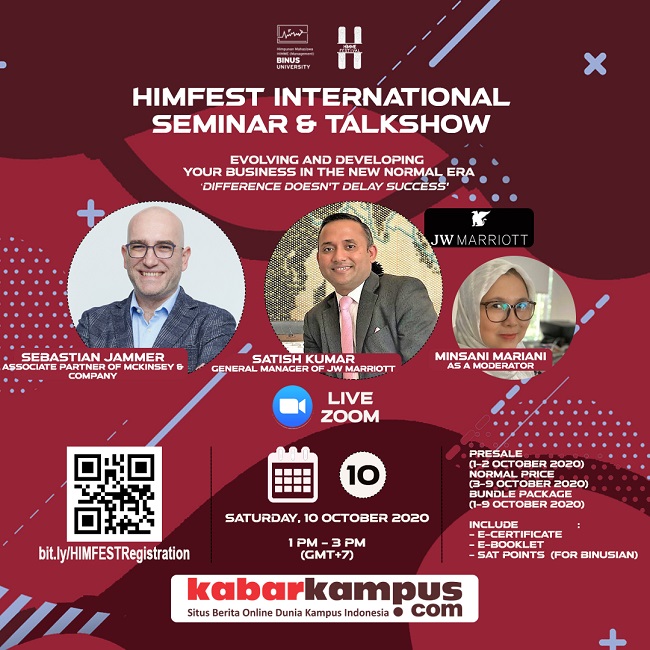 Himpunan Mahasiswa
(HIMME) Management
BINUS
UNIVERSITY
H
HIMME
FESTIVAL
HIMFEST INTERNATIONAL
SEMINAR & TALKSHOW
EVOLVING AND DEVELOPING
YOUR BUSINESS IN THE NEW NORMAL ERA
'DIFFERENCE DOESN'T DELAY SUCCESS'
JW MARRIOTT
SEBASTIAN JAMMER
ASSOCIATE PARTNER OF MCKINSEY &
COMPANY
SATISH KUMAR
GENERAL MANAGER OF JW MARRIOTT
MINSANI MARIANI
AS A MODERATOR
LIVE
ZOOM
bit.ly/HIMFESTRegistration
10
SATURDAY, 10 OCTOBER 2020
1 PM - 3 PM
(GMT+7)
PRESALE
(1-2 OCTOBER 2020)
NORMAL PRICE
(3-9 OCTOBER 2020)
BUNDLE PACKAGE
(1-9 OCTOBER 2020)
INCLUDE :
- E-CERTIFICATE
- E-BOOKLET
- SAT POINTS (FOR BINUSIAN)
kabarkampus
Situs Berita Online Dunia Kampus Indonesia .com